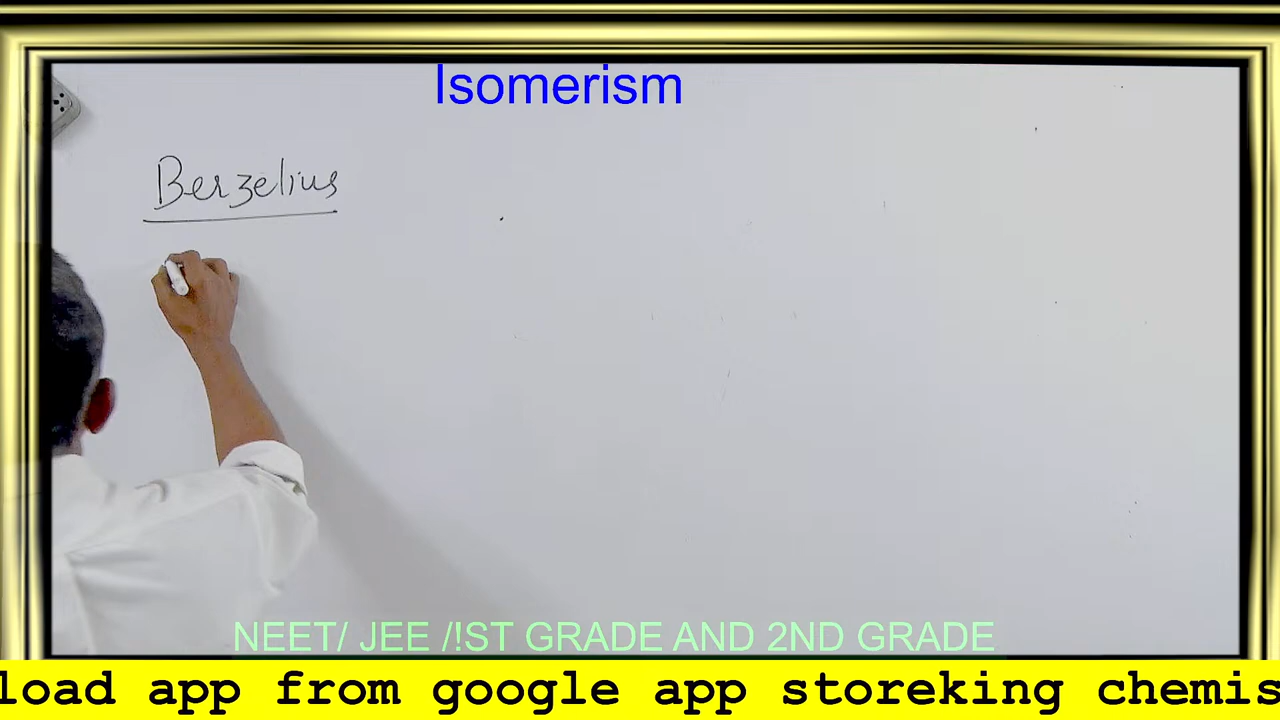 Isomerism
Berzelius
NEET/ JEE /!ST GRADE AND 2ND GRADE
load app from google app storeking chemis